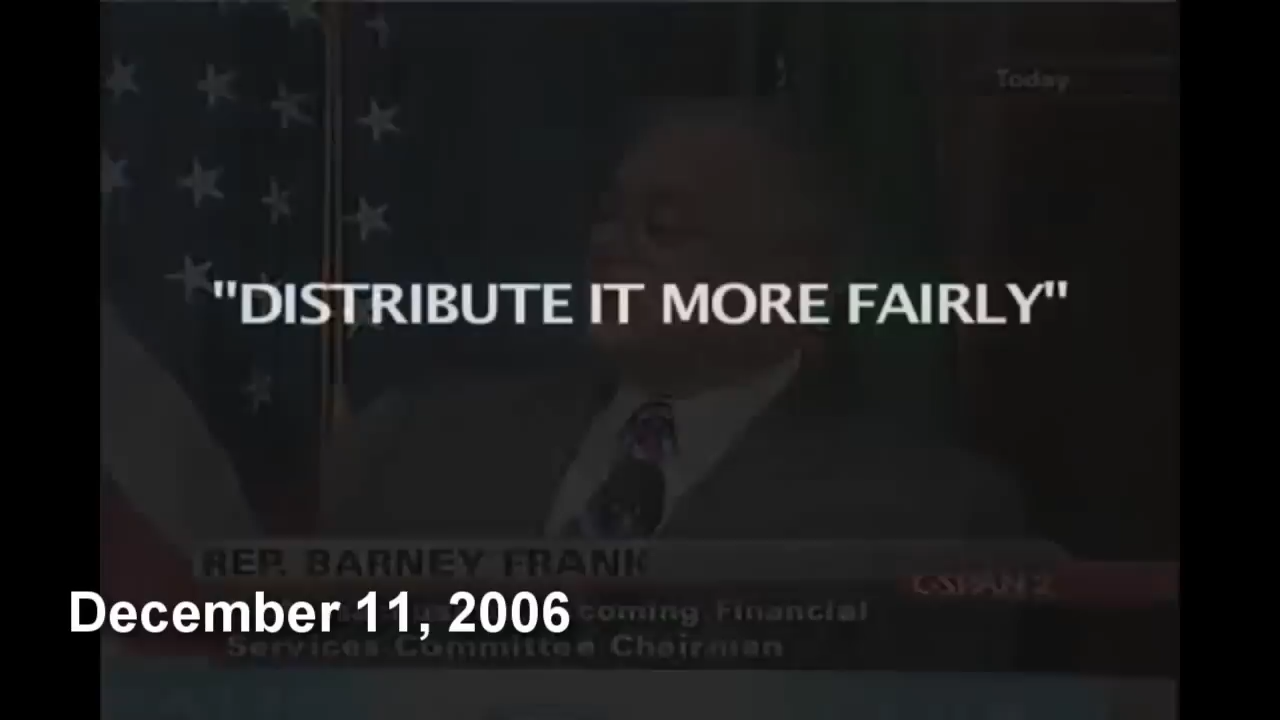 Today
"DISTRIBUTE IT MORE FAIRLY"
REP. BARNEY FRANK
CSPAN 2
December 11, 2006
coming Financial
Services Committee Chairman